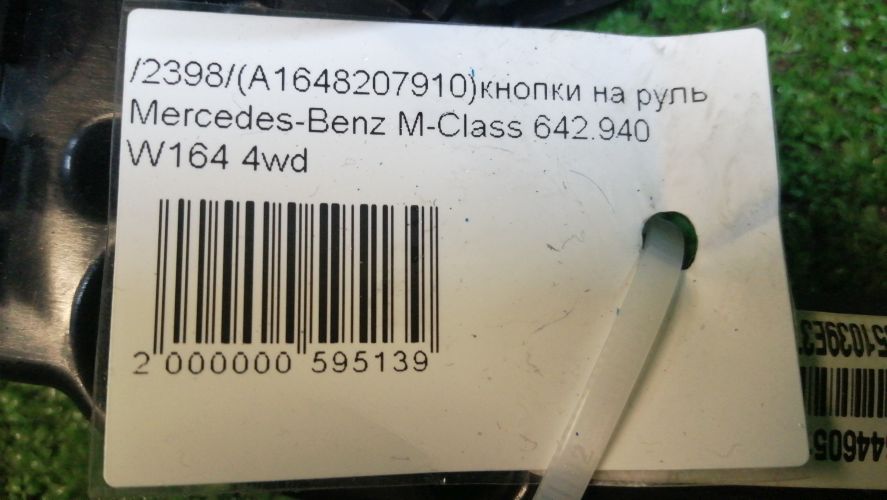 /2398/(A1648207910)кнопки на руль
Mercedes-Benz M-Class 642.940
W164 4wd
2 000000 595139